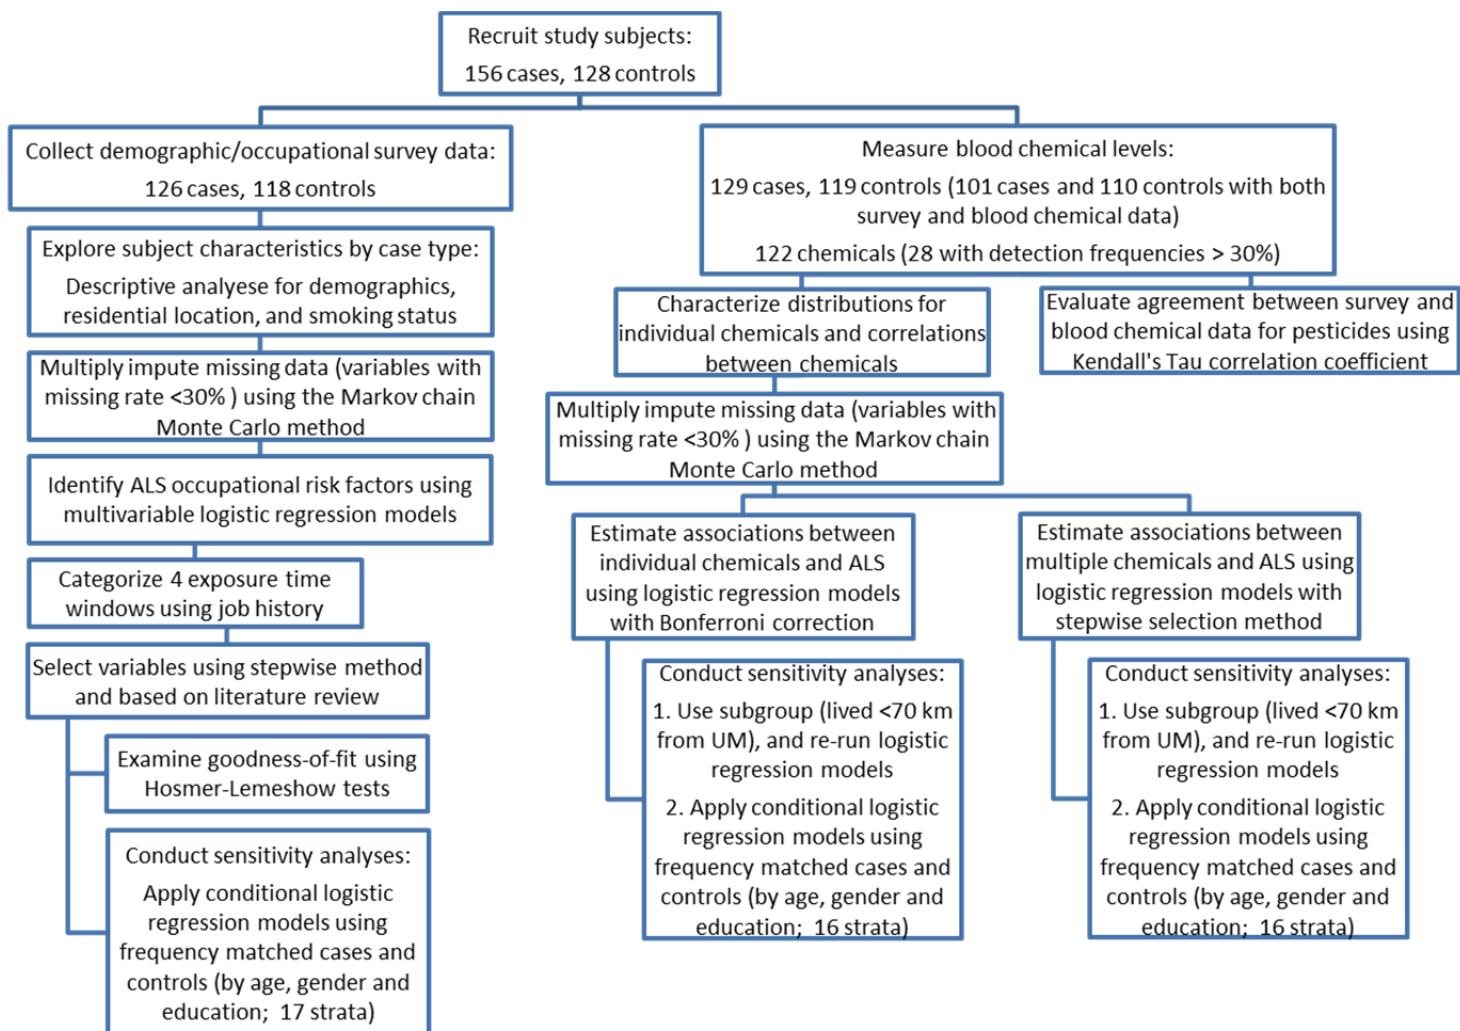 Recruit study subjects:
156 cases, 128 controls
Collect demographic/occupational survey data:
126 cases, 118 controls
Explore subject characteristics by case type:
Descriptive analyese for demographics,
residential location, and smoking status
Multiply impute missing data (variables with
missing rate <30% ) using the Markov chain
Monte Carlo method
Identify ALS occupational risk factors using
multivariable logistic regression models
Categorize 4 exposure time
windows using job history
Select variables using stepwise method
and based on literature review
Examine goodness-of-fit using
Hosmer-Lemeshow tests
Conduct sensitivity analyses:
Apply conditional logistic
regression models using
frequency matched cases and
controls (by age, gender and
education;  17 strata)
Measure blood chemical levels:
129 cases, 119 controls (101 cases and 110 controls with both
survey and blood chemical data)
122 chemicals (28 with detection frequencies > 30%)
Characterize distributions for
individual chemicals and correlations
between chemicals
Evaluate agreement between survey and
blood chemical data for pesticides using
Kendall's Tau correlation coefficient
Multiply impute missing data (variables with
missing rate <30% ) using the Markov chain
Monte Carlo method
Estimate associations between
individual chemicals and ALS
using logistic regression models
with Bonferroni correction
Conduct sensitivity analyses:
1. Use subgroup (lived <70 km
from UM), and re-run logistic
regression models
2. Apply conditional logistic
regression models using
frequency matched cases and
controls (by age, gender and
education;  16 strata)
Estimate associations between
multiple chemicals and ALS using
logistic regression models with
stepwise selection method
Conduct sensitivity analyses:
1. Use subgroup (lived <70 km
from UM), and re-run logistic
regression models
2. Apply conditional logistic
regression models using
frequency matched cases and
controls (by age, gender and
education;  16 strata)